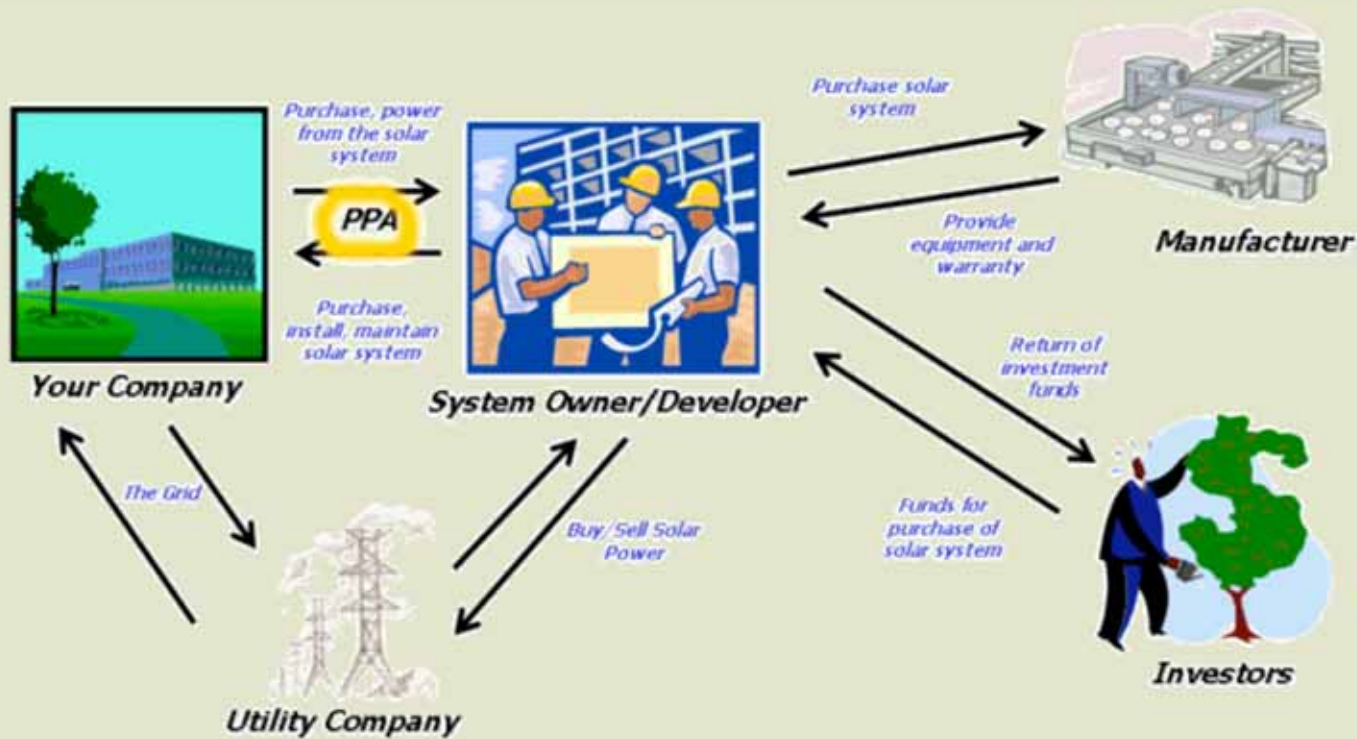 Purchase, power
from the solar
system
PPA
Purchase,
install, maintain
solar system
Your Company
System Owner/Developer
Purchase solar
system
Provide
equipment and
warranty
Manufacturer
Return of
investment
funds
Funds for
purchase of
solar system
Investors
The Grid
Buy/Sell Solar
Power
Utility Company